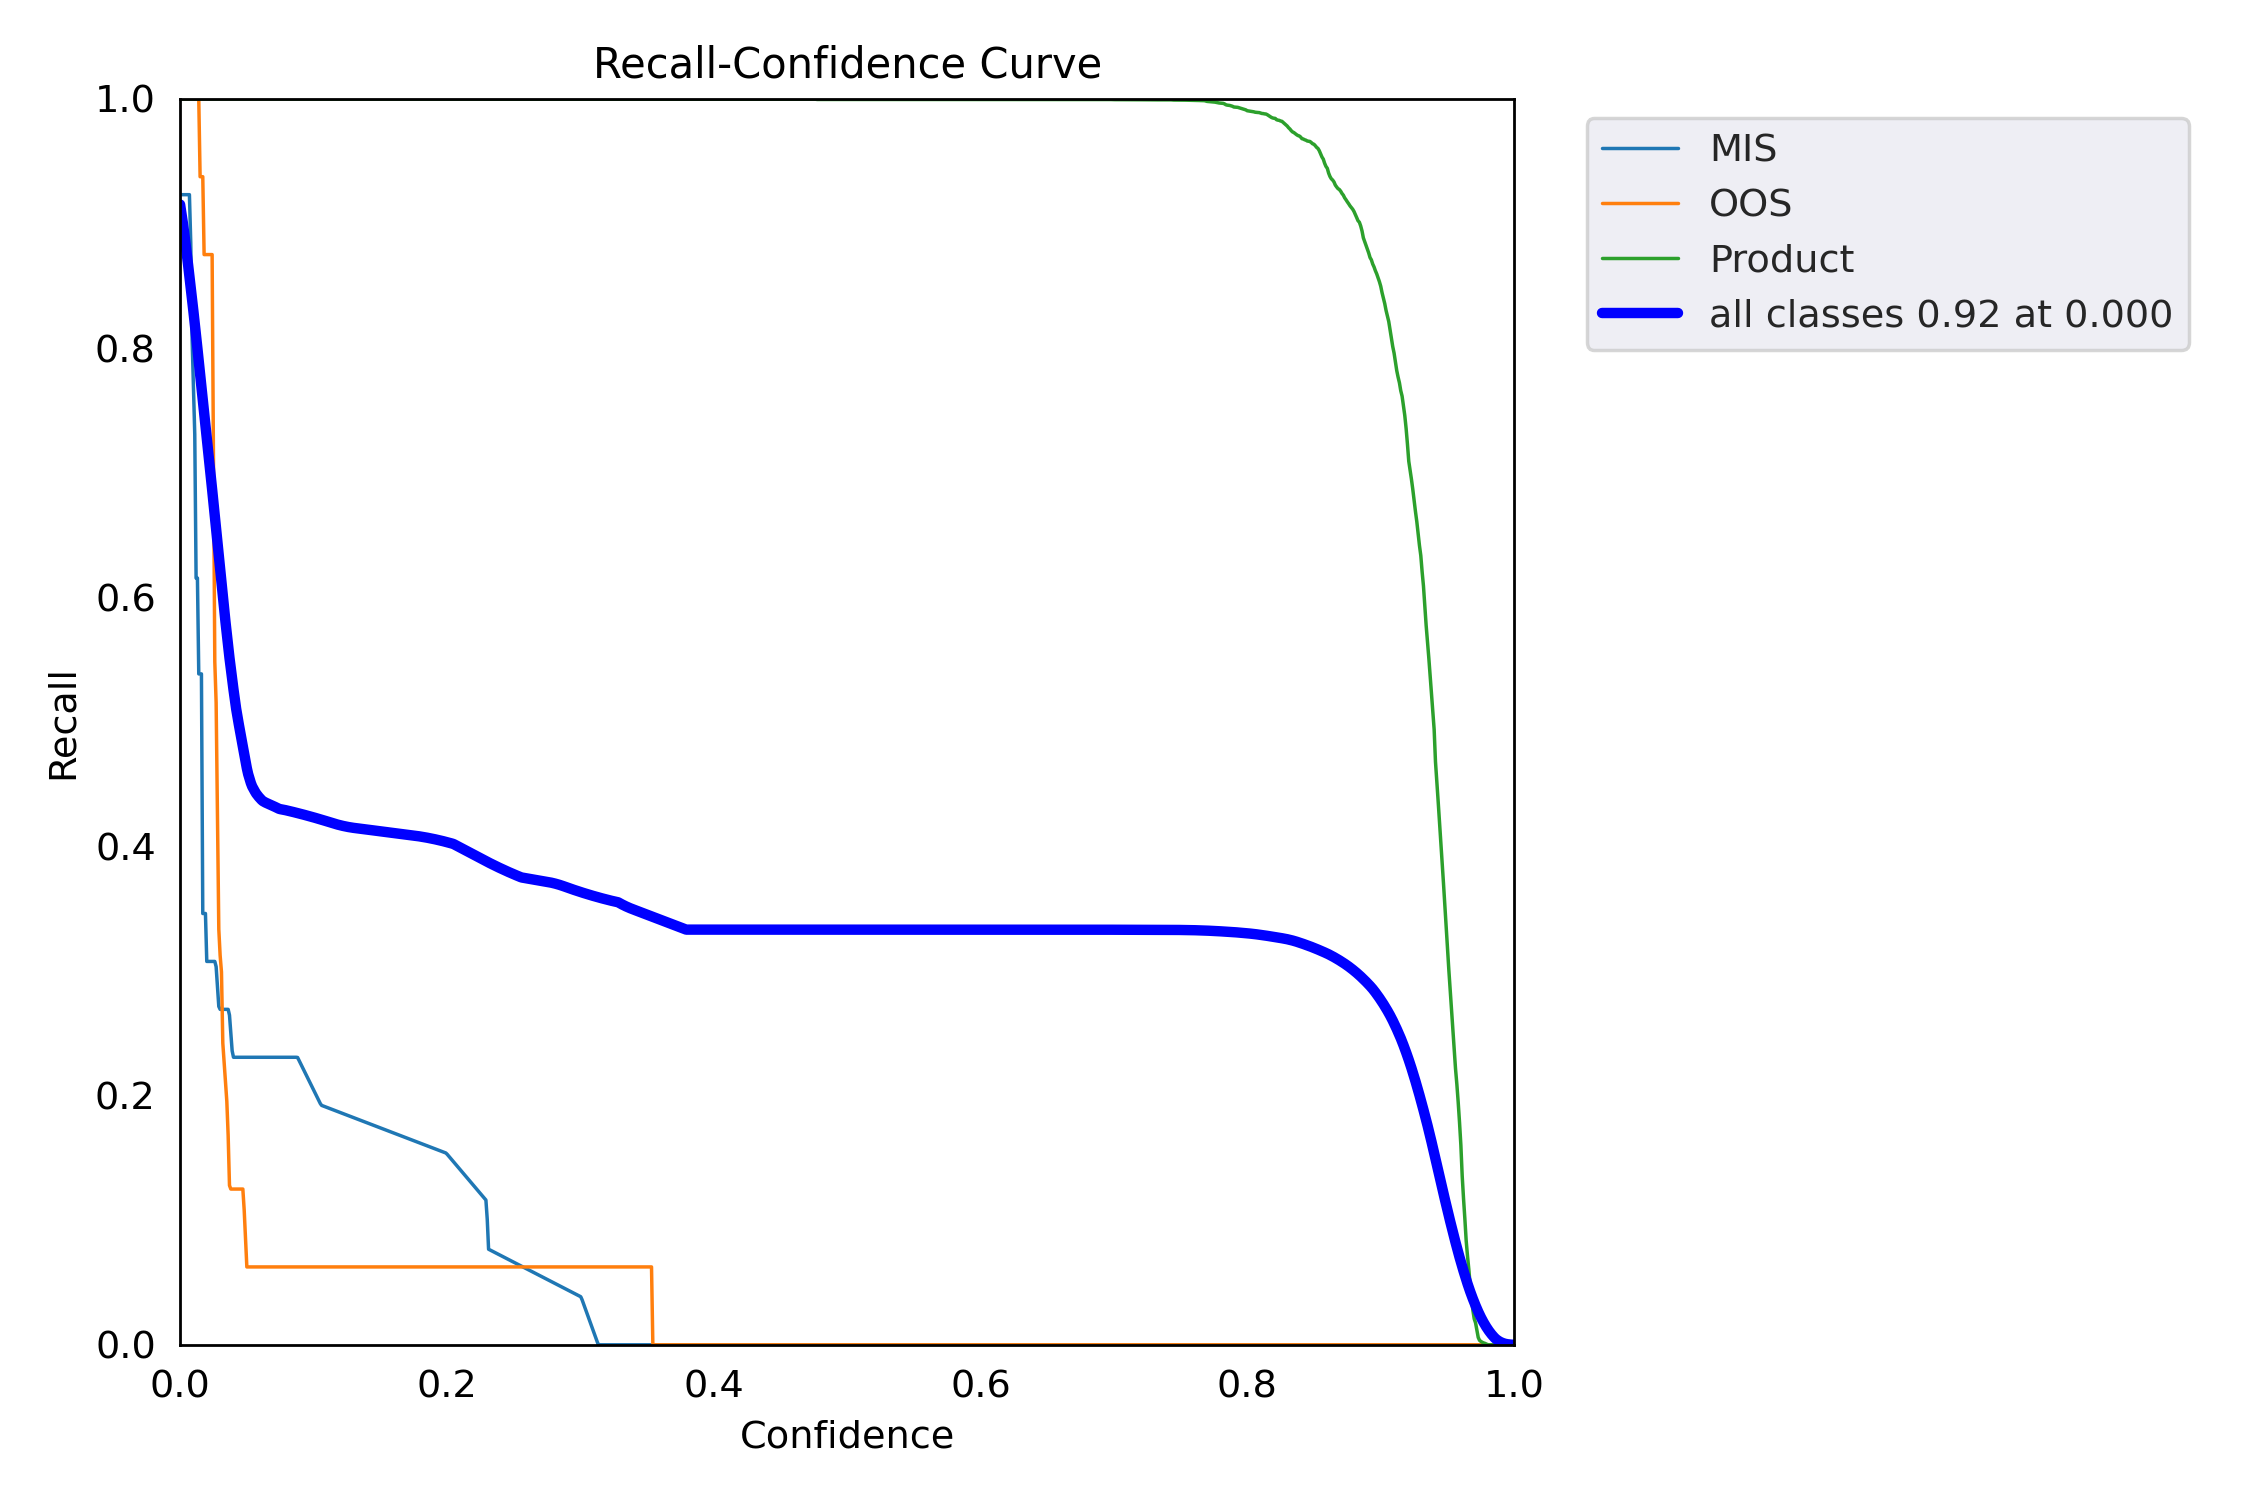 Recall-Confidence Curve
1.0
0.8
0.6
0.4
0.2
0.0
Recall
0.0 0.2 0.4 0.6 0.8 1.0
Confidence
MIS
OOS
Product
all classes 0.92 at 0.000